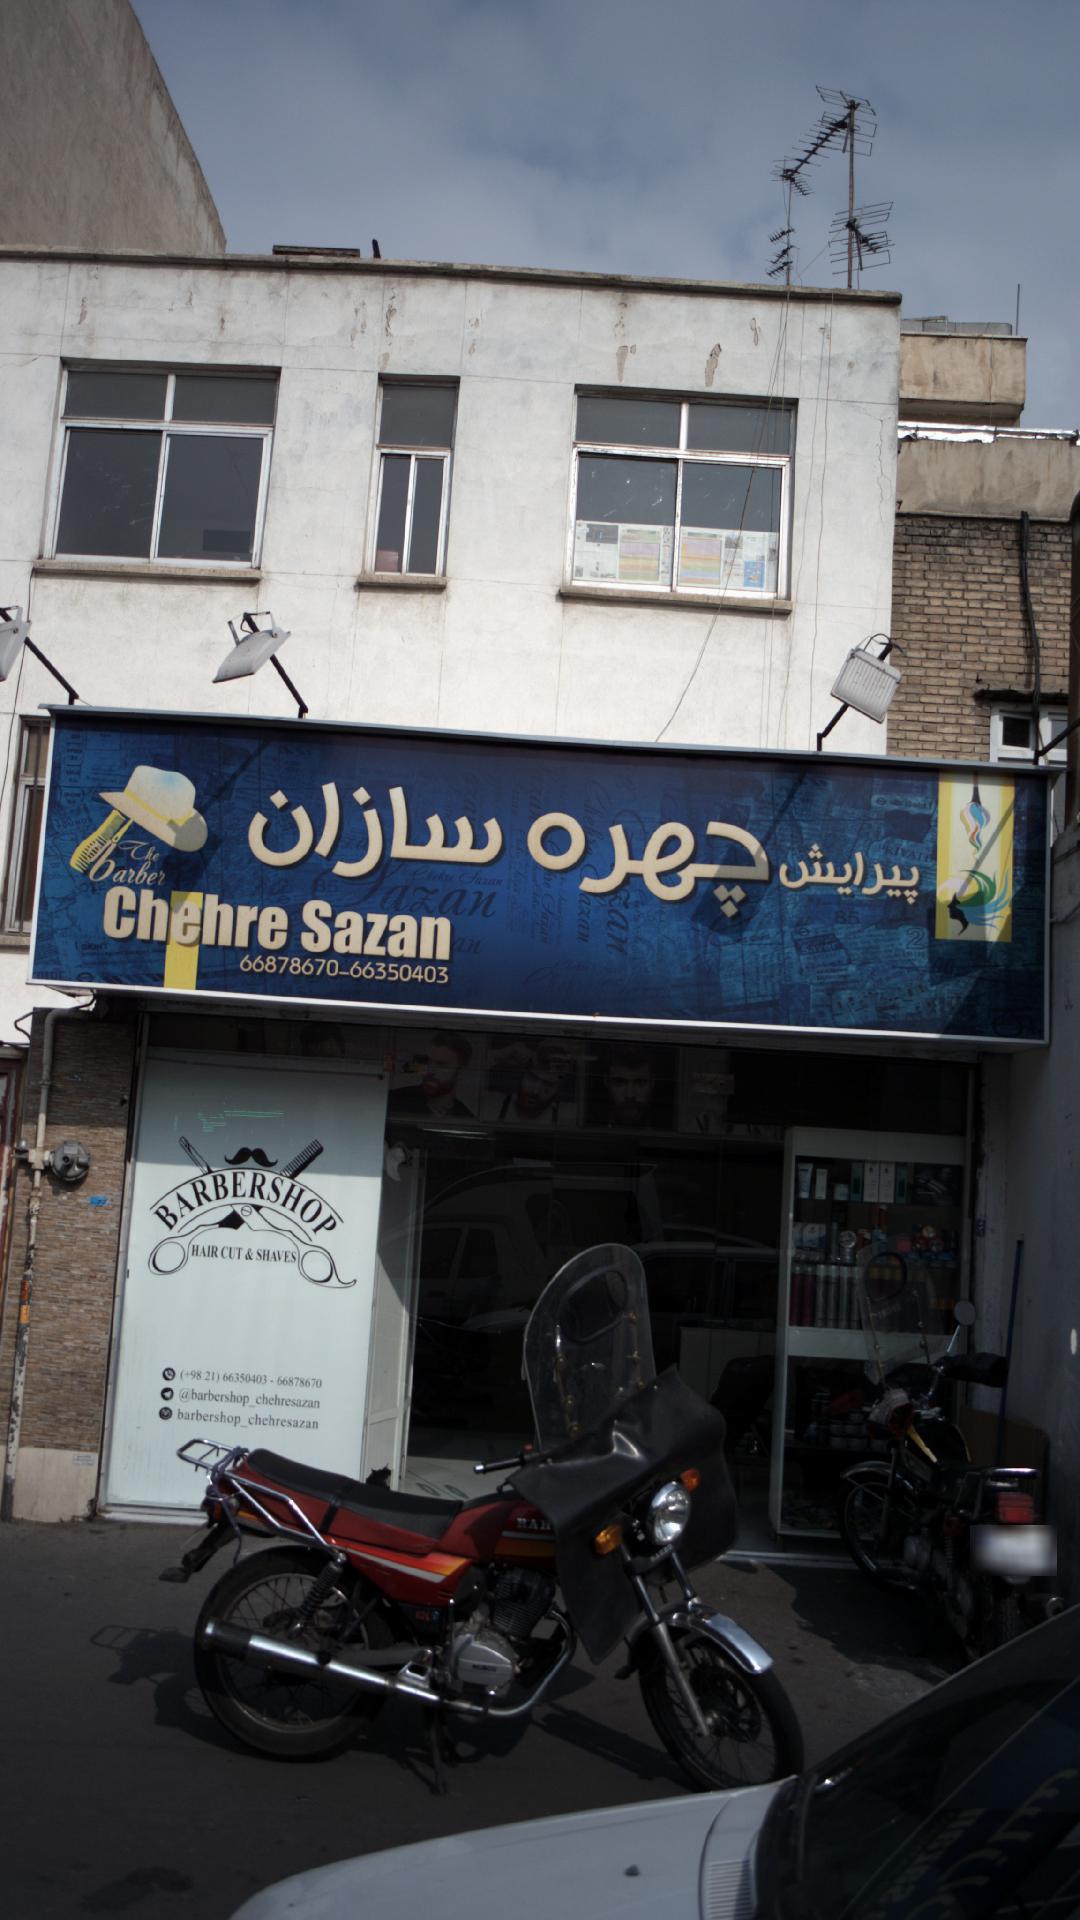 پیرایش چهره سازان
The
barber
Chehre Sazan
66878670-66350403
BARBERSHOP
HAIR CUT & SHAVES
(+98 21) 66350403 - 66878670
@barbershop_chehresazan
barbershop_chehresazan